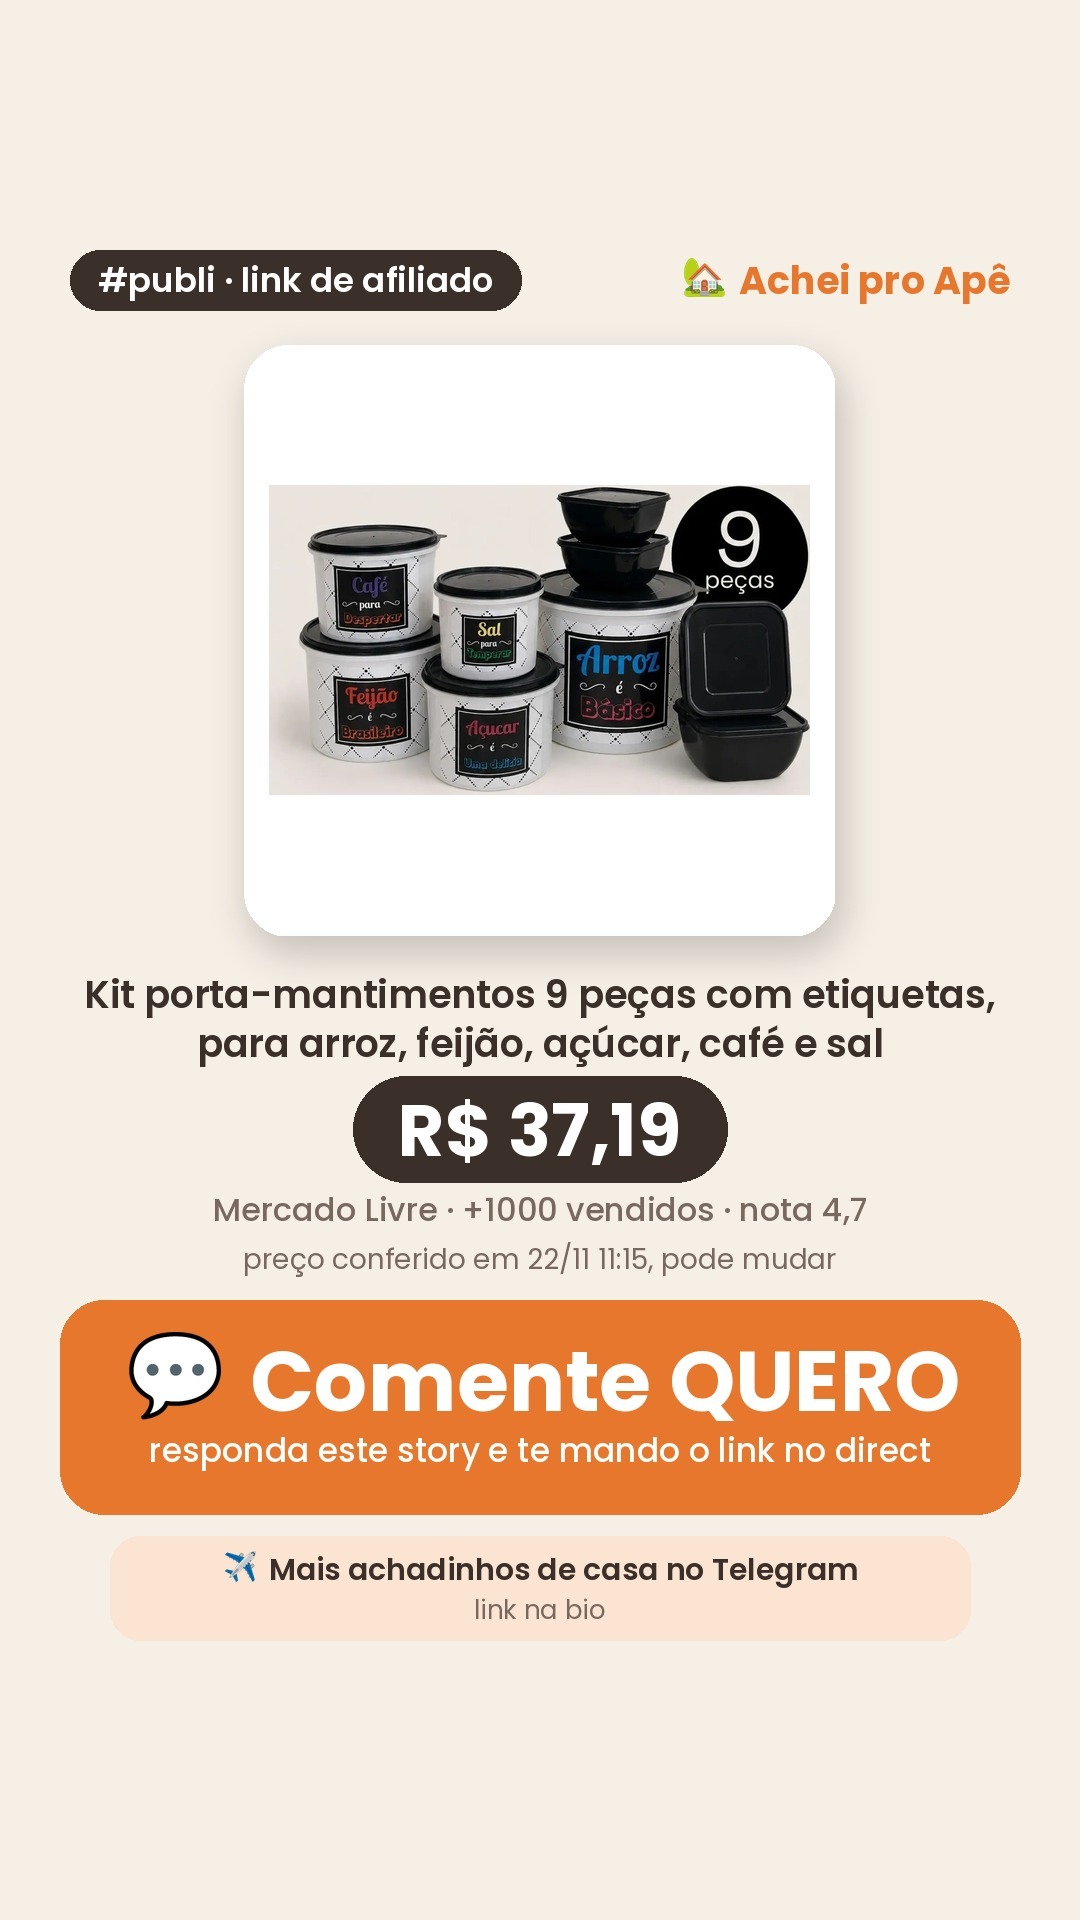 #publi · link de afiliado
🏡 Achei pro Apê
9
peças
Café
para
Despertar
Sal
para
Temperar
Arroz
é
Básico
Feijão
é
Brasileiro
Açucar
é
Uma delícia
Kit porta-mantimentos 9 peças com etiquetas,
para arroz, feijão, açúcar, café e sal
R$ 37,19
Mercado Livre · +1000 vendidos · nota 4,7
preço conferido em 22/11 11:15, pode mudar
💬 Comente QUERO
responda este story e te mando o link no direct
✈️ Mais achadinhos de casa no Telegram
link na bio